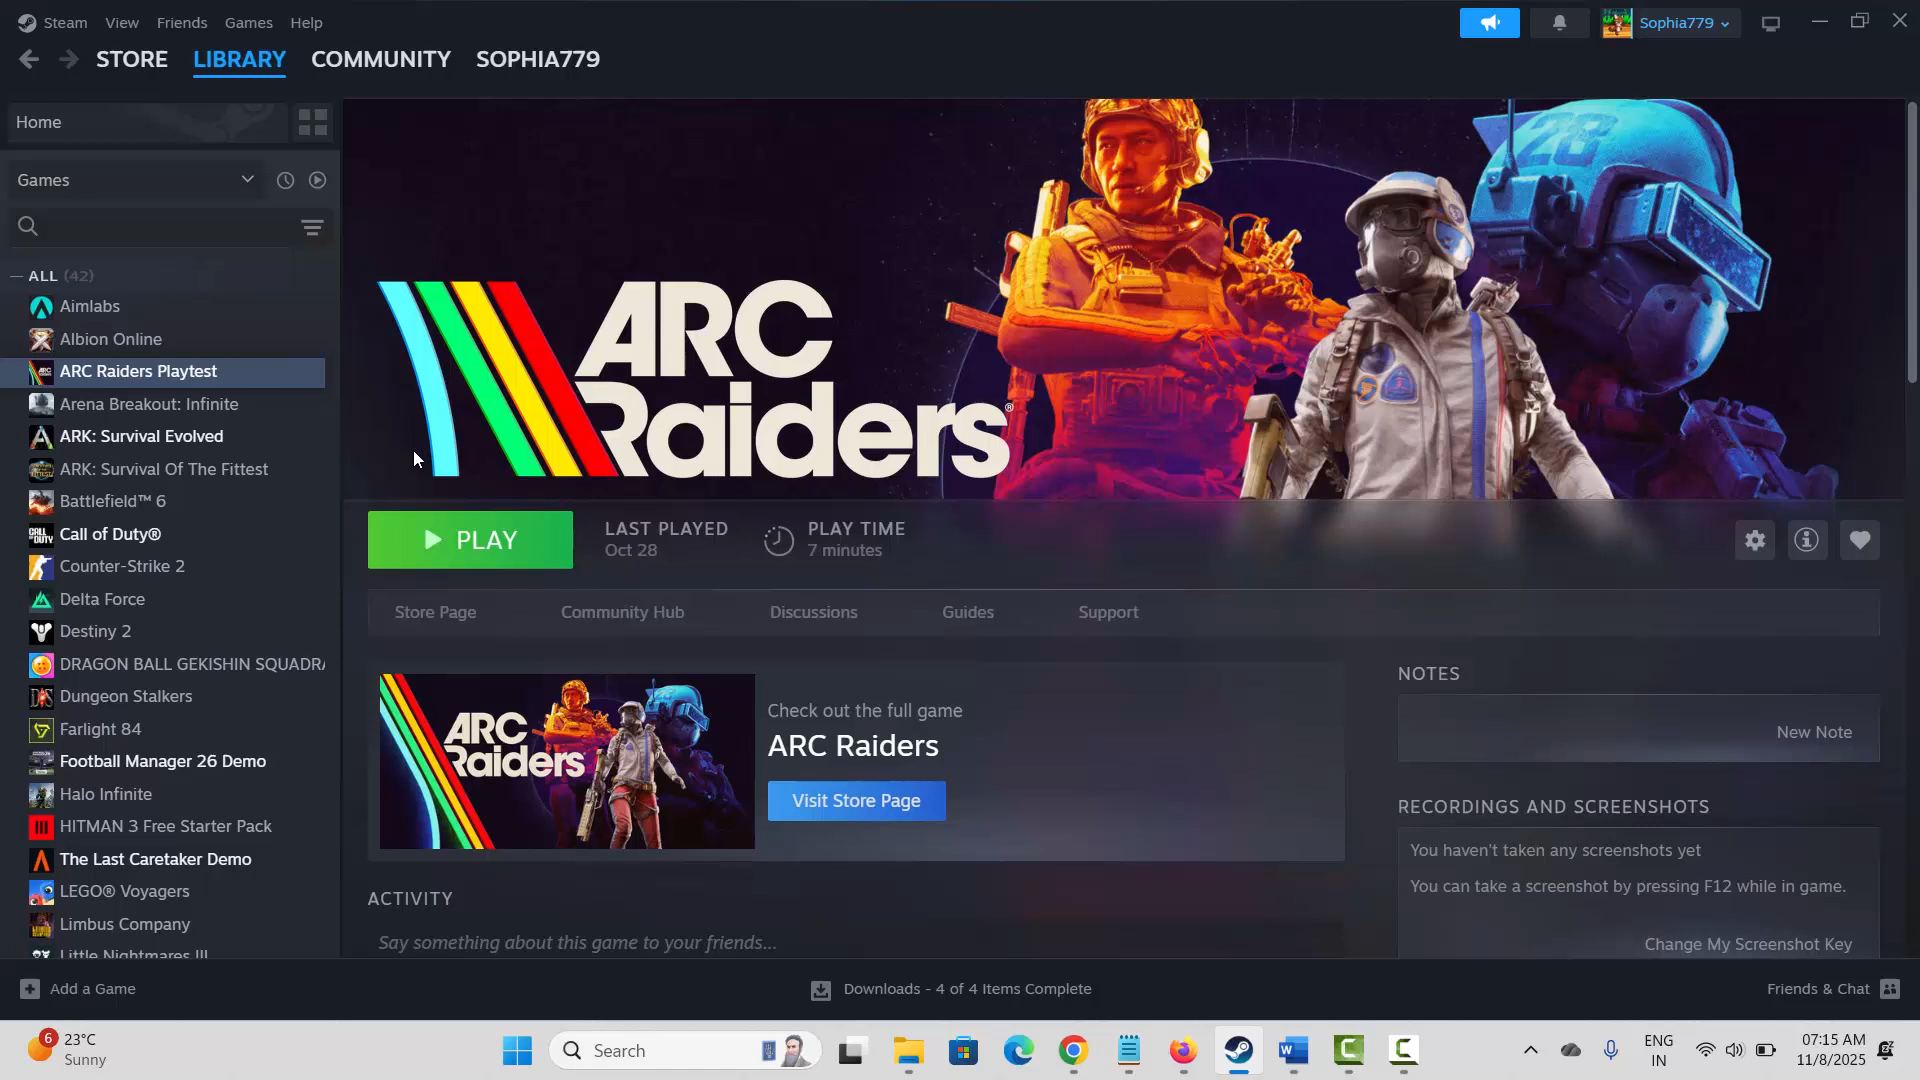 Steam View Friends Games Help
Sophia779
STORE LIBRARY COMMUNITY SOPHIA779
Home
Games
ALL (42)
Aimlabs
Albion Online
ARC Raiders Playtest
Arena Breakout: Infinite
ARK: Survival Evolved
ARK: Survival Of The Fittest
Battlefield™ 6
Call of Duty®
Counter-Strike 2
Delta Force
Destiny 2
DRAGON BALL GEKISHIN SQUADRA
Dungeon Stalkers
Farlight 84
Football Manager 26 Demo
Halo Infinite
HITMAN 3 Free Starter Pack
The Last Caretaker Demo
LEGO® Voyagers
Limbus Company
Little Nightmares III
28
ARC
Raiders®
PLAY
LAST PLAYED
Oct 28
PLAY TIME
7 minutes
Store Page Community Hub Discussions Guides Support
ARC
Raiders
Check out the full game
ARC Raiders
Visit Store Page
ACTIVITY
Say something about this game to your friends...
NOTES
New Note
RECORDINGS AND SCREENSHOTS
You haven't taken any screenshots yet
You can take a screenshot by pressing F12 while in game.
Change My Screenshot Key
Add a Game
Downloads - 4 of 4 Items Complete
Friends & Chat
6
23°C
Sunny
Search
ENG
IN
07:15 AM
11/8/2025